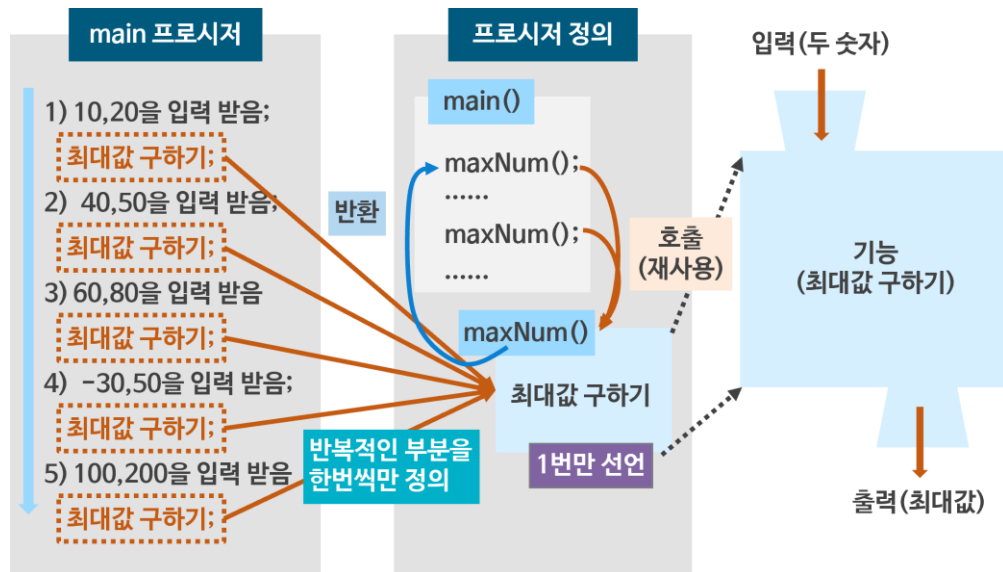 main 프로시저
1) 10,20을 입력 받음;
최대값 구하기;
2) 40,50을 입력 받음;
최대값 구하기;
3) 60,80을 입력 받음
최대값 구하기;
4) -30,50을 입력 받음;
최대값 구하기;
5) 100,200을 입력 받음
최대값 구하기;
반복적인 부분을
한번씩만 정의
프로시저 정의
main()
maxNum();
......
maxNum();
......
반환
호출
(재사용)
maxNum()
최대값 구하기
1번만 선언
입력(두 숫자)
기능
(최대값 구하기)
출력(최대값)